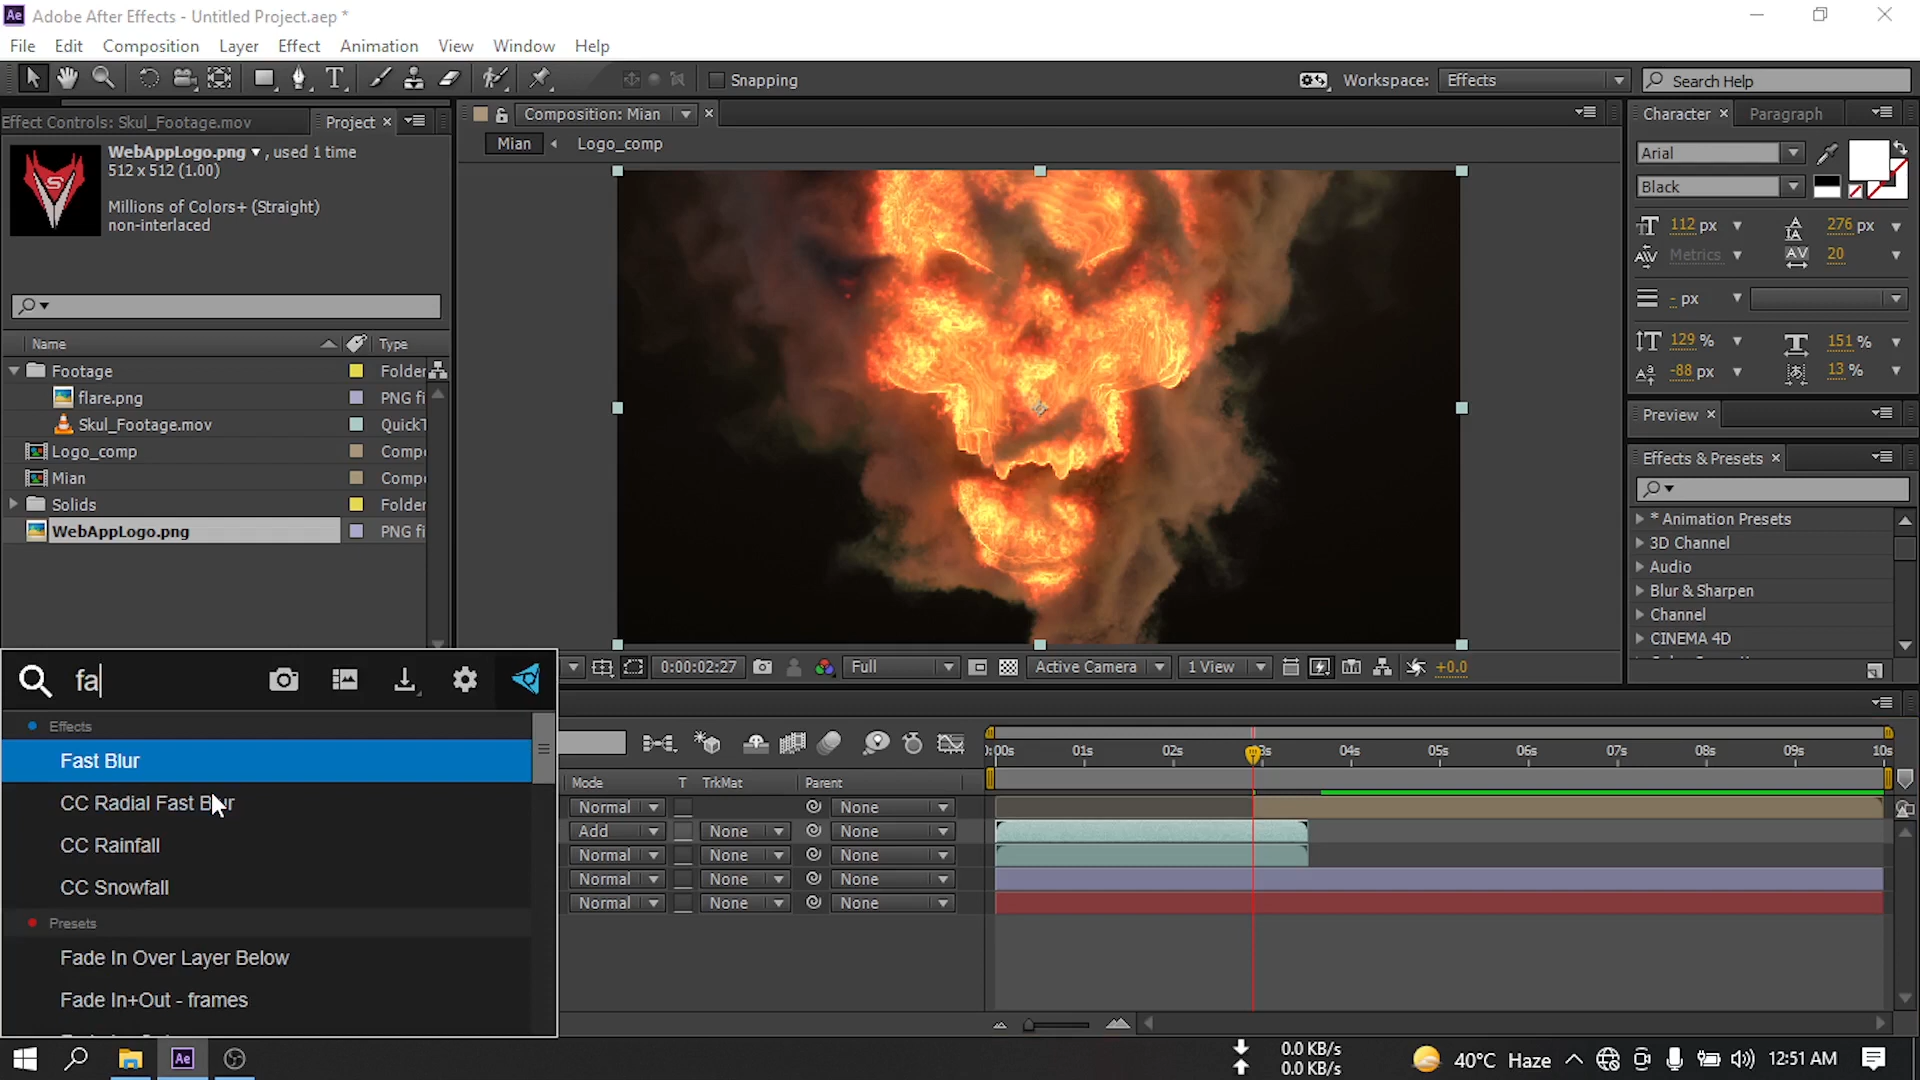 Adobe After Effects - Untitled Project.aep *
File Edit Composition Layer Effect Animation View Window Help
Snapping
Workspace: Effects
Search Help
Effect Controls: Skul_Footage.mov
Project
WebAppLogo.png, used 1 time
512 x 512 (1.00)
Millions of Colors+ (Straight)
non-interlaced
Name Type
Footage Folder
flare.png PNG fi
Skul_Footage.mov QuickT
Logo_comp Comp
Mian Comp
Solids Folder
WebAppLogo.png PNG fi
Composition: Mian
Mian Logo_comp
0:00:02:27 Full Active Camera 1 View +0.0
Character Paragraph
Arial
Black
112 px 276 px
Metrics 20
- px
129 % 151 %
-88 px 13 %
Preview
Effects & Presets
* Animation Presets
3D Channel
Audio
Blur & Sharpen
Channel
CINEMA 4D
fa
Effects
Fast Blur
CC Radial Fast Blur
CC Rainfall
CC Snowfall
Presets
Fade In Over Layer Below
Fade In+Out - frames
Mode T TrkMat Parent
Normal None
Add None None
Normal None None
Normal None None
Normal None None
):00s 01s 02s 3s 04s 05s 06s 07s 08s 09s 10s
0.0 KB/s
0.0 KB/s
40°C Haze
12:51 AM